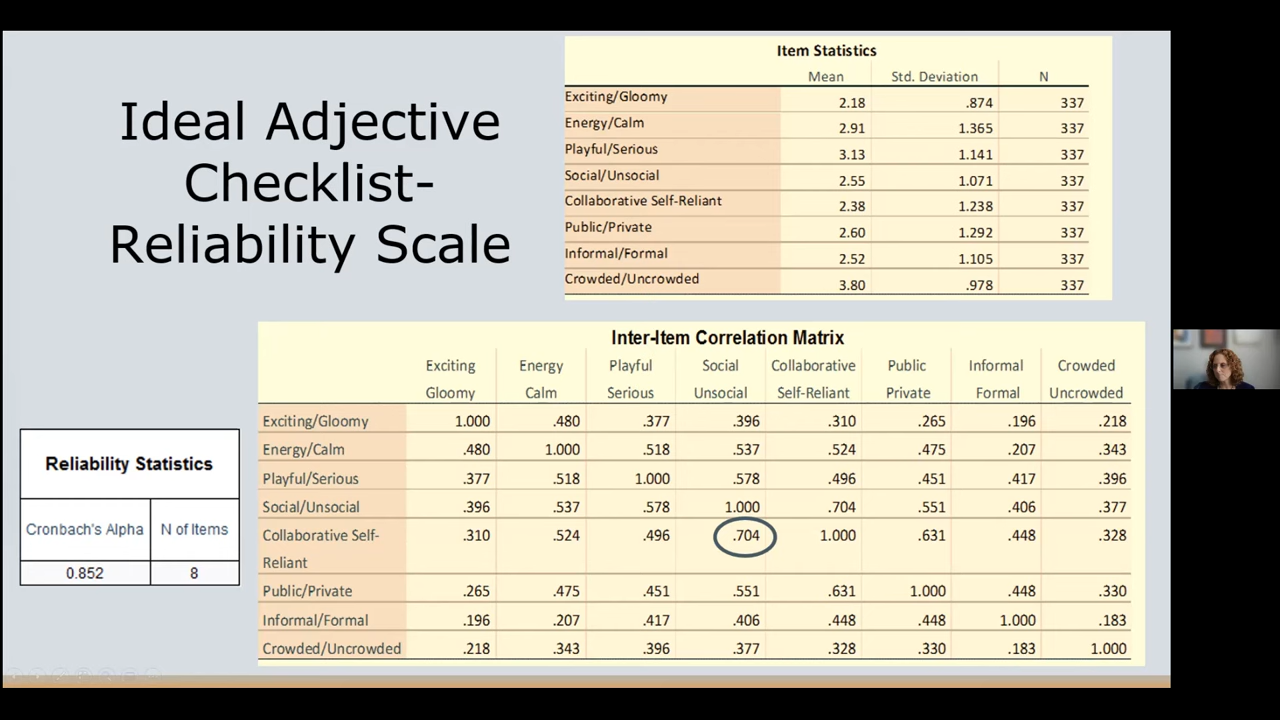 Ideal Adjective
Checklist-
Reliability Scale
Item Statistics
Mean Std. Deviation N
Exciting/Gloomy 2.18 .874 337
Energy/Calm 2.91 1.365 337
Playful/Serious 3.13 1.141 337
Social/Unsocial 2.55 1.071 337
Collaborative Self-Reliant 2.38 1.238 337
Public/Private 2.60 1.292 337
Informal/Formal 2.52 1.105 337
Crowded/Uncrowded 3.80 .978 337
Inter-Item Correlation Matrix
Exciting Energy Playful Social Collaborative Public Informal Crowded
Gloomy Calm Serious Unsocial Self-Reliant Private Formal Uncrowded
Exciting/Gloomy 1.000 .480 .377 .396 .310 .265 .196 .218
Energy/Calm .480 1.000 .518 .537 .524 .475 .207 .343
Playful/Serious .377 .518 1.000 .578 .496 .451 .417 .396
Social/Unsocial .396 .537 .578 1.000 .704 .551 .406 .377
Collaborative Self- .310 .524 .496 .704 1.000 .631 .448 .328
Reliant
Public/Private .265 .475 .451 .551 .631 1.000 .448 .330
Informal/Formal .196 .207 .417 .406 .448 .448 1.000 .183
Crowded/Uncrowded .218 .343 .396 .377 .328 .330 .183 1.000
Reliability Statistics
Cronbach's Alpha N of Items
0.852 8